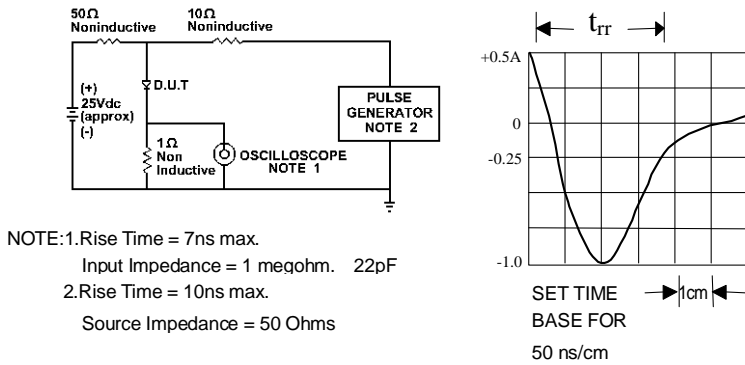 50Ω
Noninductive
10Ω
Noninductive
D.U.T
(+)
25Vdc
(approx)
(-)
1Ω
Non
Inductive
OSCILLOSCOPE
NOTE 1
PULSE
GENERATOR
NOTE 2
NOTE:1.Rise Time = 7ns max.
Input Impedance = 1 megohm. 22pF
2.Rise Time = 10ns max.
Source Impedance = 50 Ohms
trr
+0.5A
0
-0.25
-1.0
SET TIME
BASE FOR
50 ns/cm
1cm